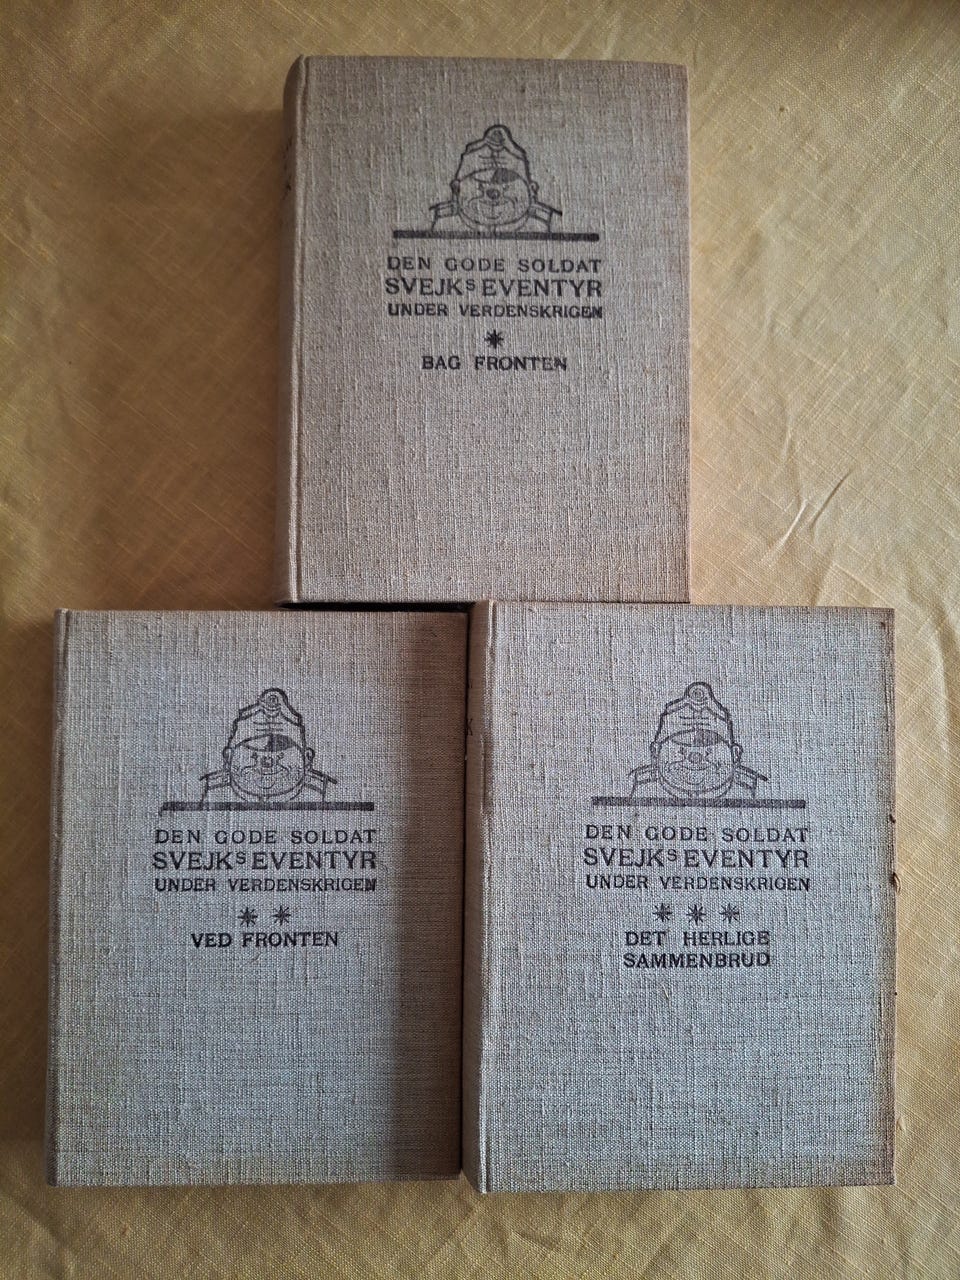 DEN GODE SOLDAT
SVEJKS EVENTYR
UNDER VERDENSKRIGEN
BAG FRONTEN
DEN GODE SOLDAT
SVEJKS EVENTYR
UNDER VERDENSKRIGEN
VED FRONTEN
DEN GODE SOLDAT
SVEJKS EVENTYR
UNDER VERDENSKRIGEN
DET HERLIGE
SAMMENBRUD